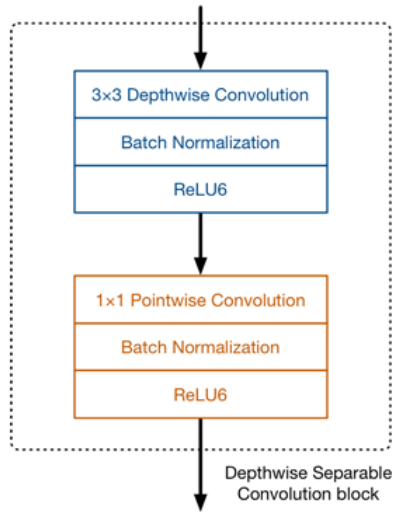 3×3 Depthwise Convolution
Batch Normalization
ReLU6
1×1 Pointwise Convolution
Batch Normalization
ReLU6
Depthwise Separable
Convolution block